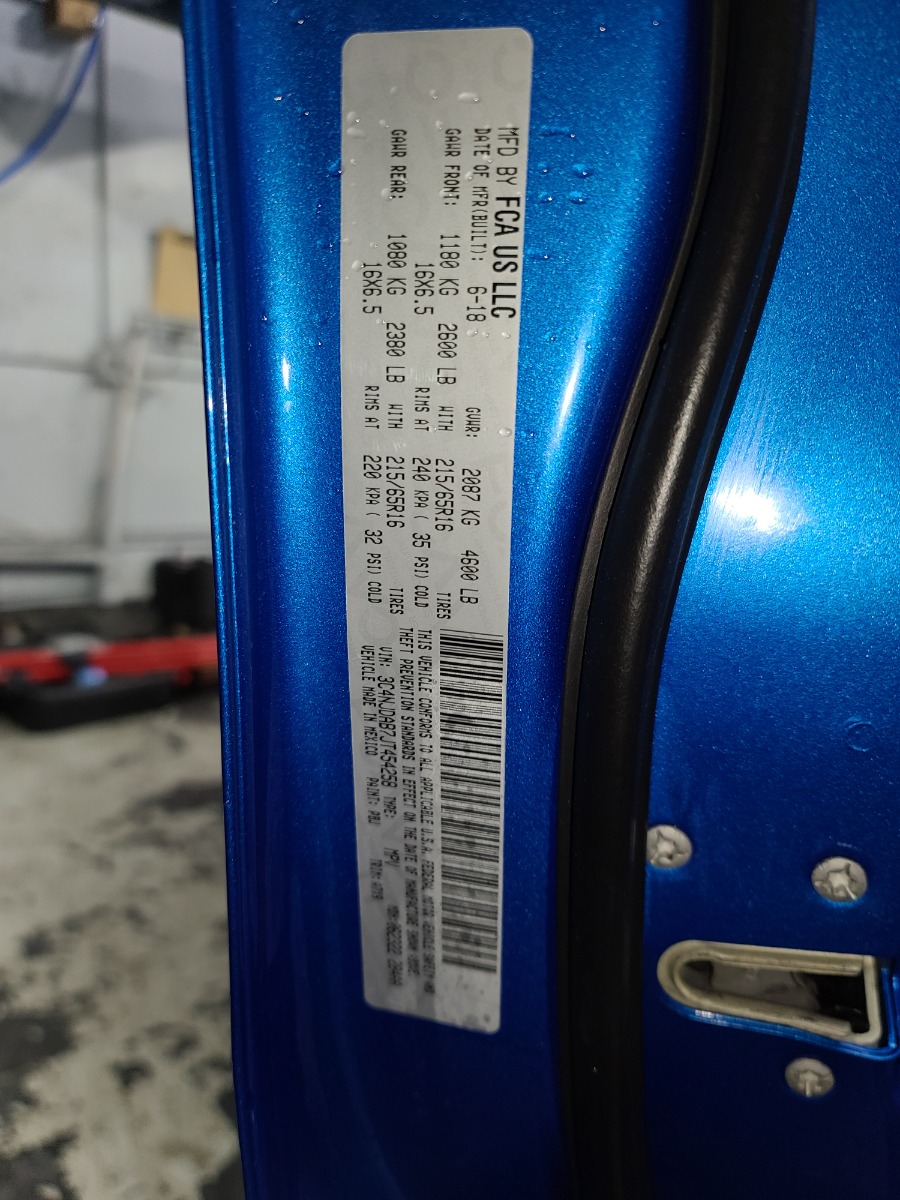 MFD BY FCA US LLC
DATE OF MFR(BUILT): 6-18 GVWR: 2087 KG 4600 LB
GAWR FRONT: 1180 KG 2600 LB WITH 215/65R16 TIRES
16X6.5 RIMS AT 240 KPA ( 35 PSI) COLD
GAWR REAR: 1080 KG 2380 LB WITH 215/65R16 TIRES
16X6.5 RIMS AT 220 KPA ( 32 PSI) COLD
THIS VEHICLE CONFORMS TO ALL APPLICABLE U.S.A. FEDERAL MOTOR VEHICLE SAFETY AND
THEFT PREVENTION STANDARDS IN EFFECT ON THE DATE OF MANUFACTURE SHOWN ABOVE.
VIN: 3C4NJDAB7JT454258 TYPE: MPV
VEHICLE MADE IN MEXICO PAINT: PBJ TRIM: